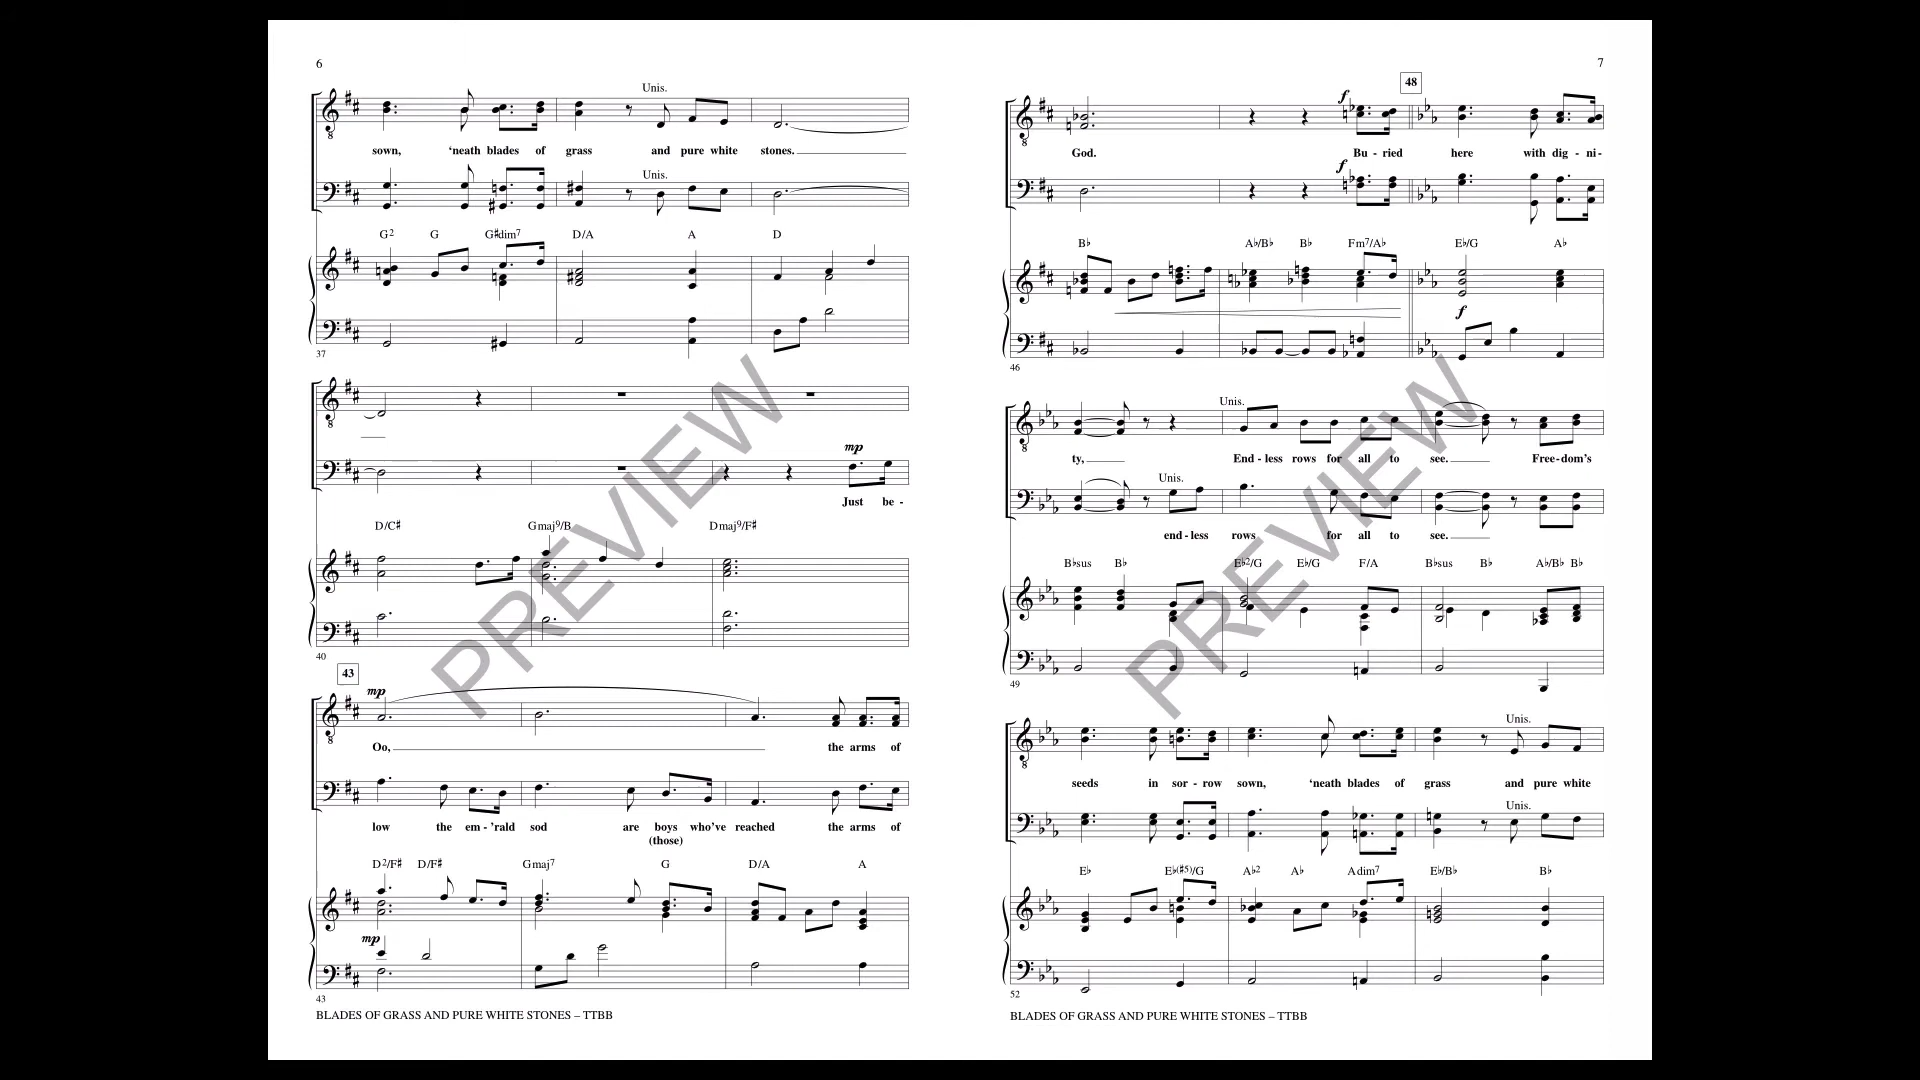 6
Unis.
sown, ‘neath blades of grass and pure white stones.
Unis.
G2 G G♯dim7 D/A A D
37
mp
Just be -
D/C♯ Gmaj9/B Dmaj9/F♯
40
43
mp
Oo, the arms of
low the em - ’rald sod are boys who’ve reached the arms of
(those)
D2/F♯ D/F♯ Gmaj7 G D/A A
mp
43
BLADES OF GRASS AND PURE WHITE STONES – TTBB
PREVIEW
7
48
f
God. Bu - ried here with dig - ni-
f
B♭ A♭/B♭ B♭ Fm7/A♭ E♭/G A♭
f
46
Unis.
ty, End - less rows for all to see. Free - dom’s
Unis.
end - less rows for all to see.
B♭sus B♭ E♭2/G E♭/G F/A B♭sus B♭ A♭/B♭ B♭
49
Unis.
seeds in sor - row sown, ‘neath blades of grass and pure white
Unis.
E♭ E♭(♯5)/G A♭2 A♭ Adim7 E♭/B♭ B♭
52
BLADES OF GRASS AND PURE WHITE STONES – TTBB
PREVIEW